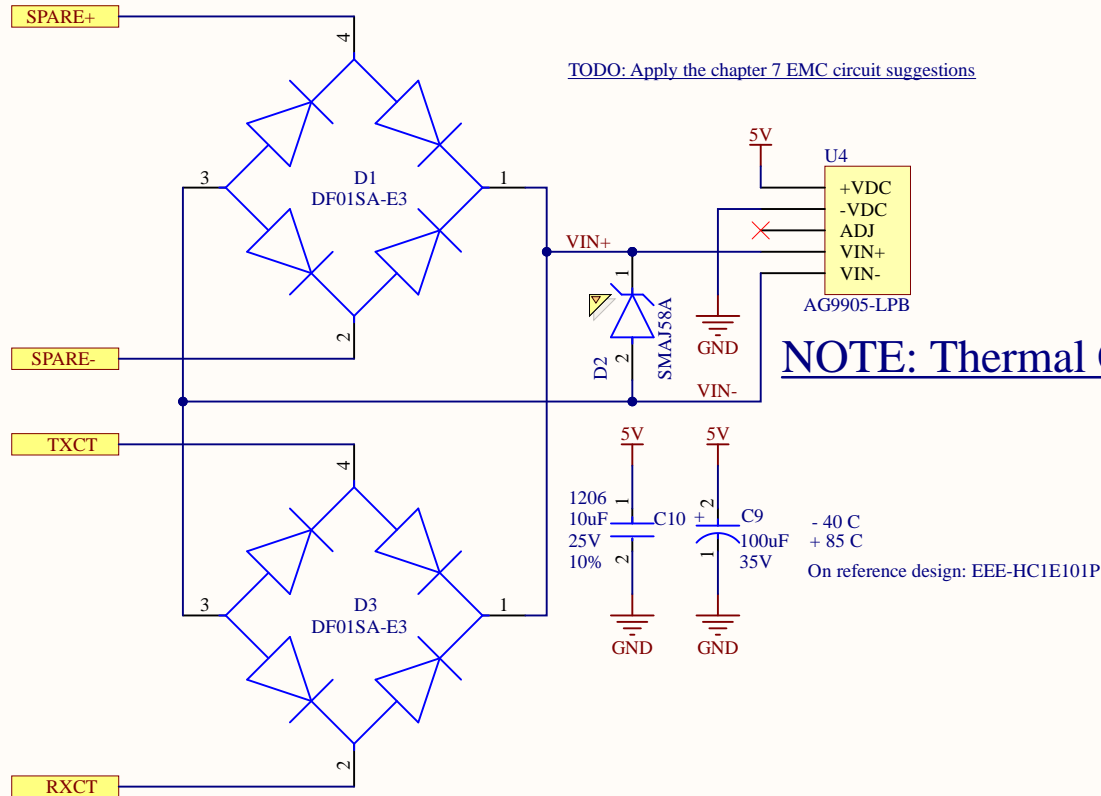 SPARE+
4
TODO: Apply the chapter 7 EMC circuit suggestions
5V
U4
3
D1
DF01SA-E3
1
+VDC
-VDC
ADJ
VIN+
VIN-
AG9905-LPB
VIN+
1
D2
2
SMAJ58A
GND
NOTE: Thermal
2
SPARE-
VIN-
TXCT
4
5V
5V
1206
10uF
25V
10%
1
2
C10
+
2
1
C9
100uF
35V
- 40 C
+ 85 C
On reference design: EEE-HC1E101P
3
D3
DF01SA-E3
1
GND
GND
2
RXCT